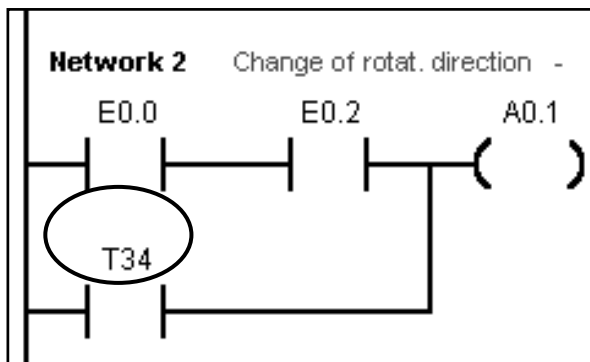 Network 2 Change of rotat. direction -
E0.0 E0.2 A0.1
T34